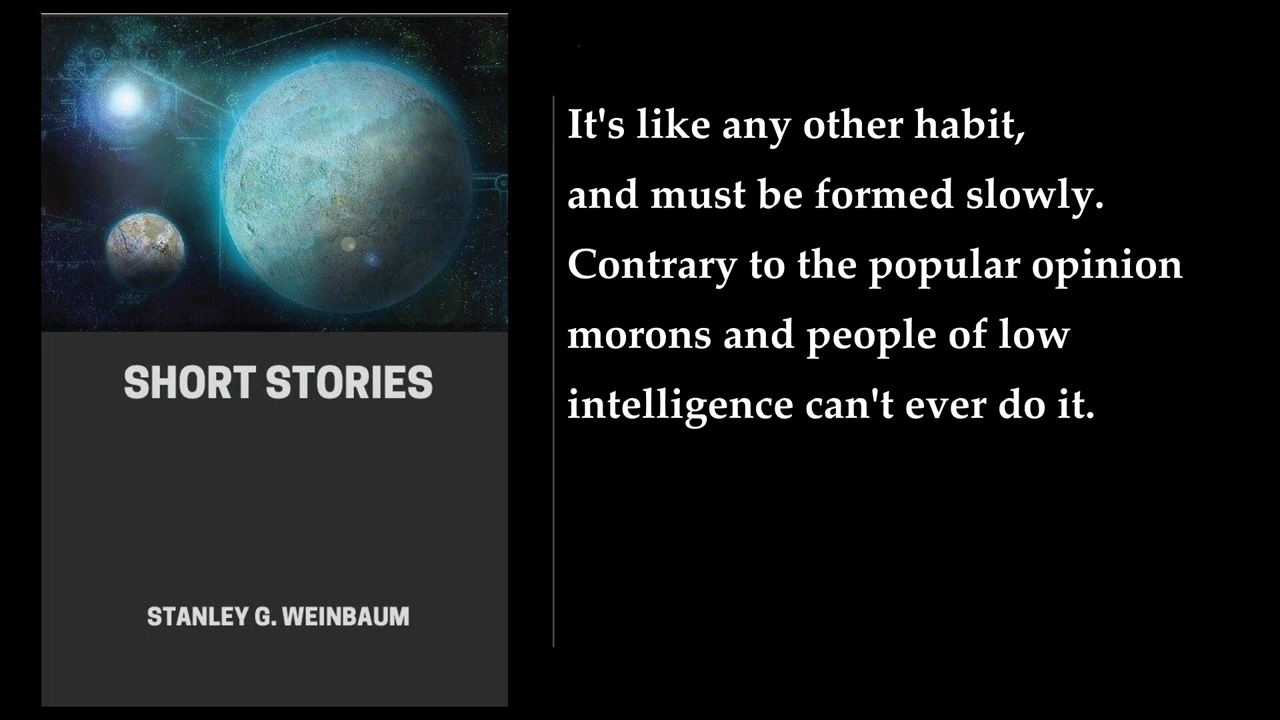 SHORT STORIES
STANLEY G. WEINBAUM
It's like any other habit,
and must be formed slowly.
Contrary to the popular opinion
morons and people of low
intelligence can't ever do it.